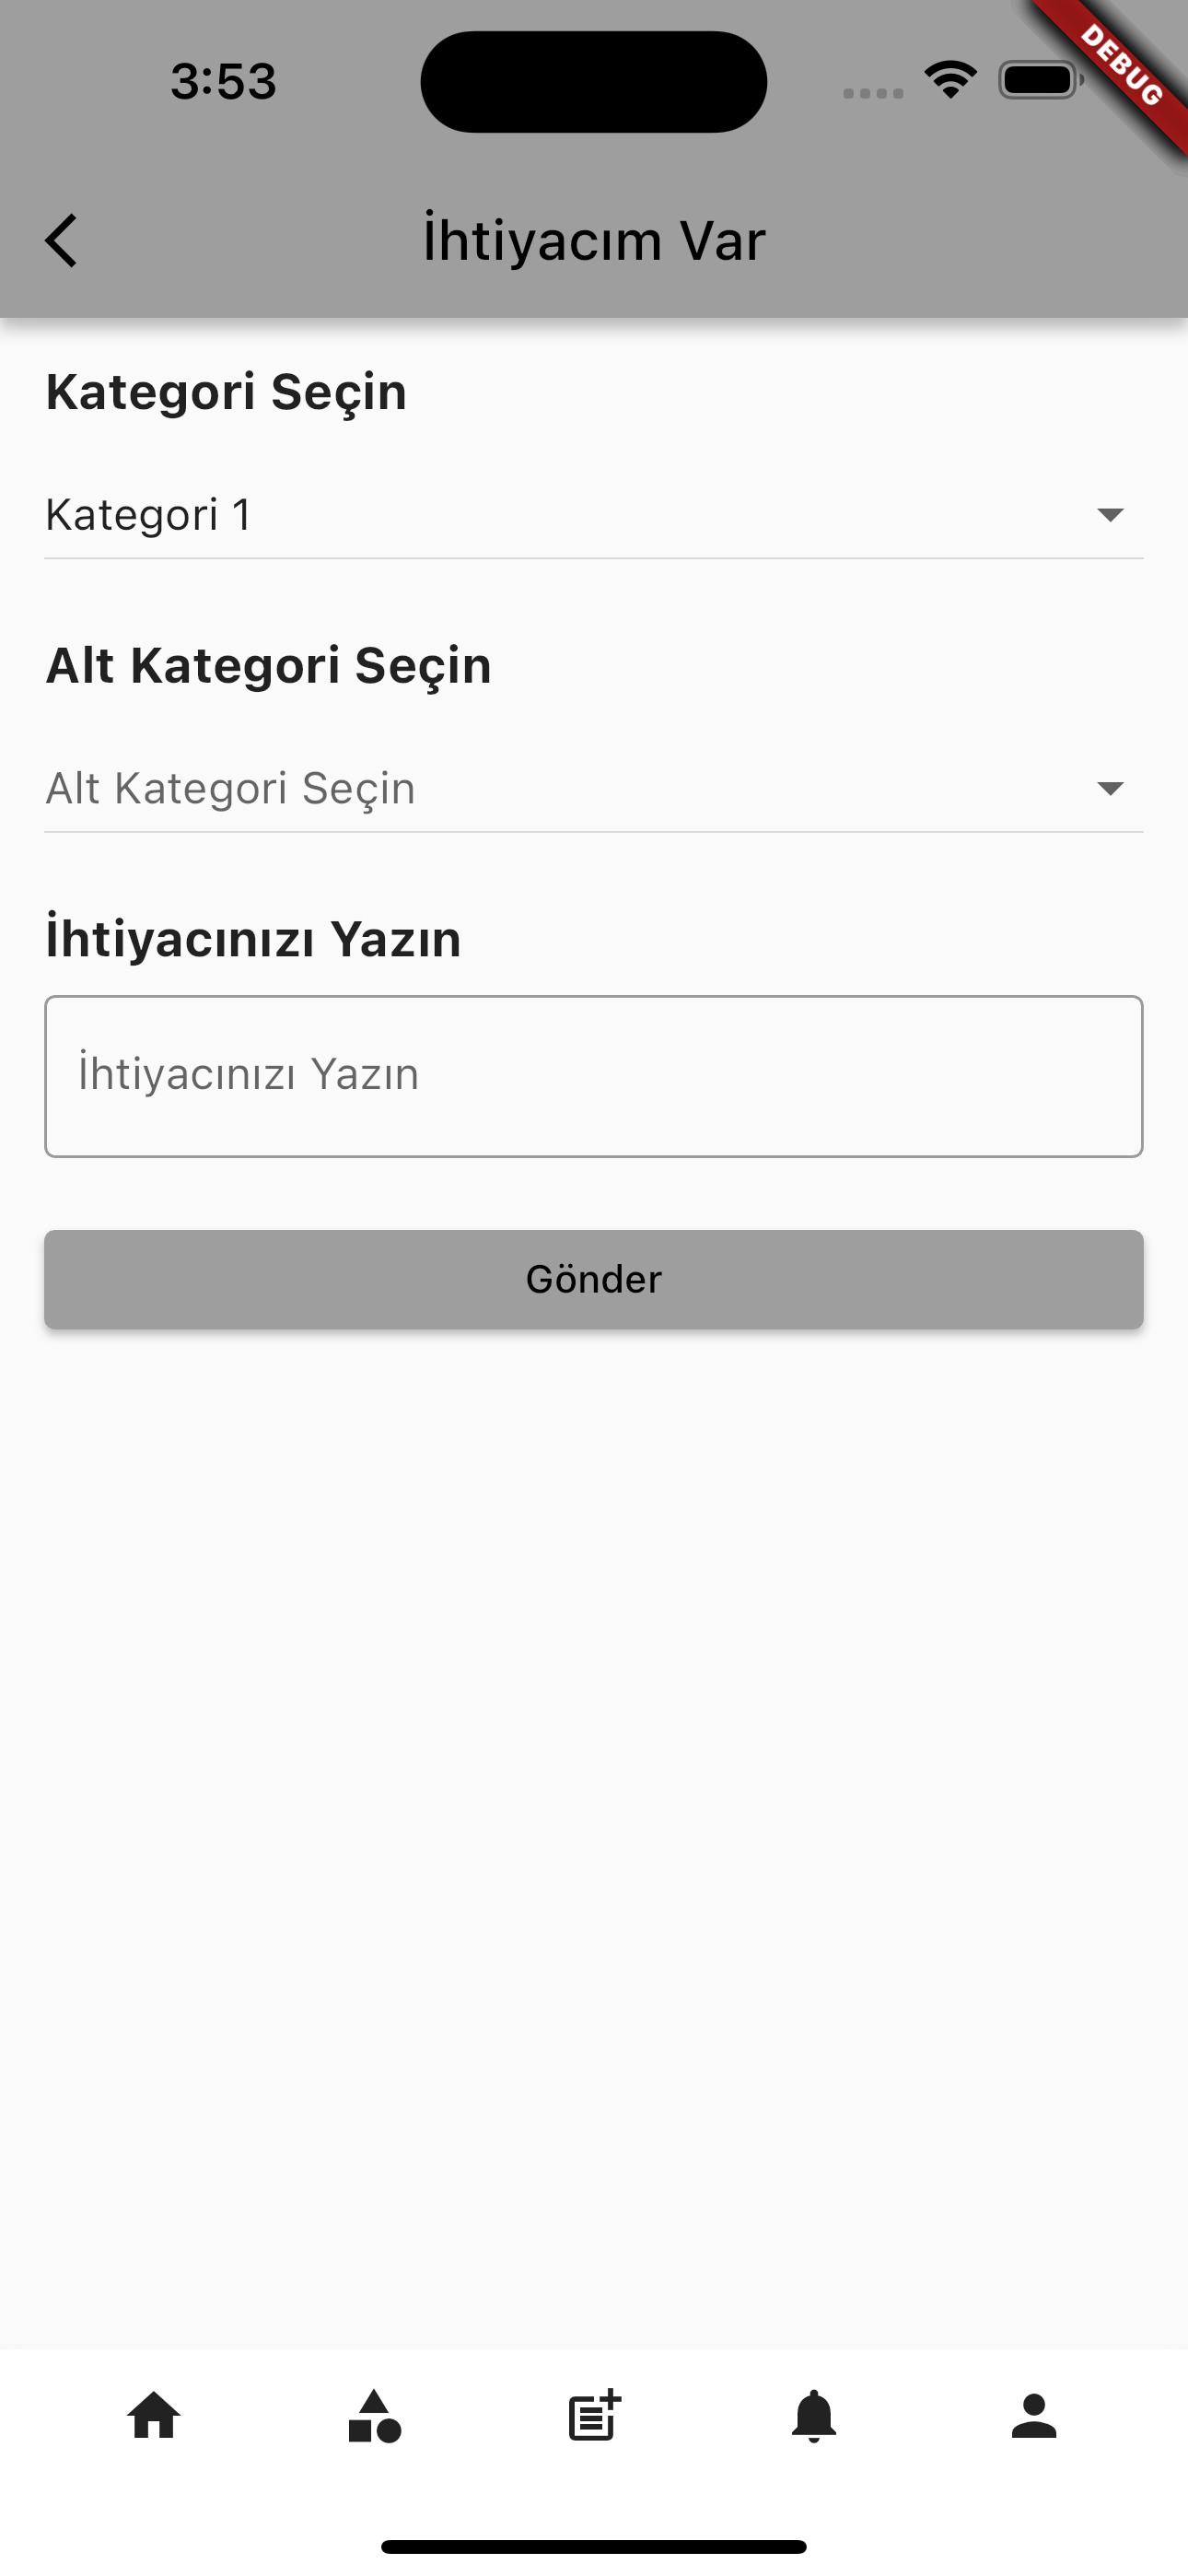 3:53
DEBUG
İhtiyacım Var
Kategori Seçin
Kategori 1
Alt Kategori Seçin
Alt Kategori Seçin
İhtiyacınızı Yazın
İhtiyacınızı Yazın
Gönder